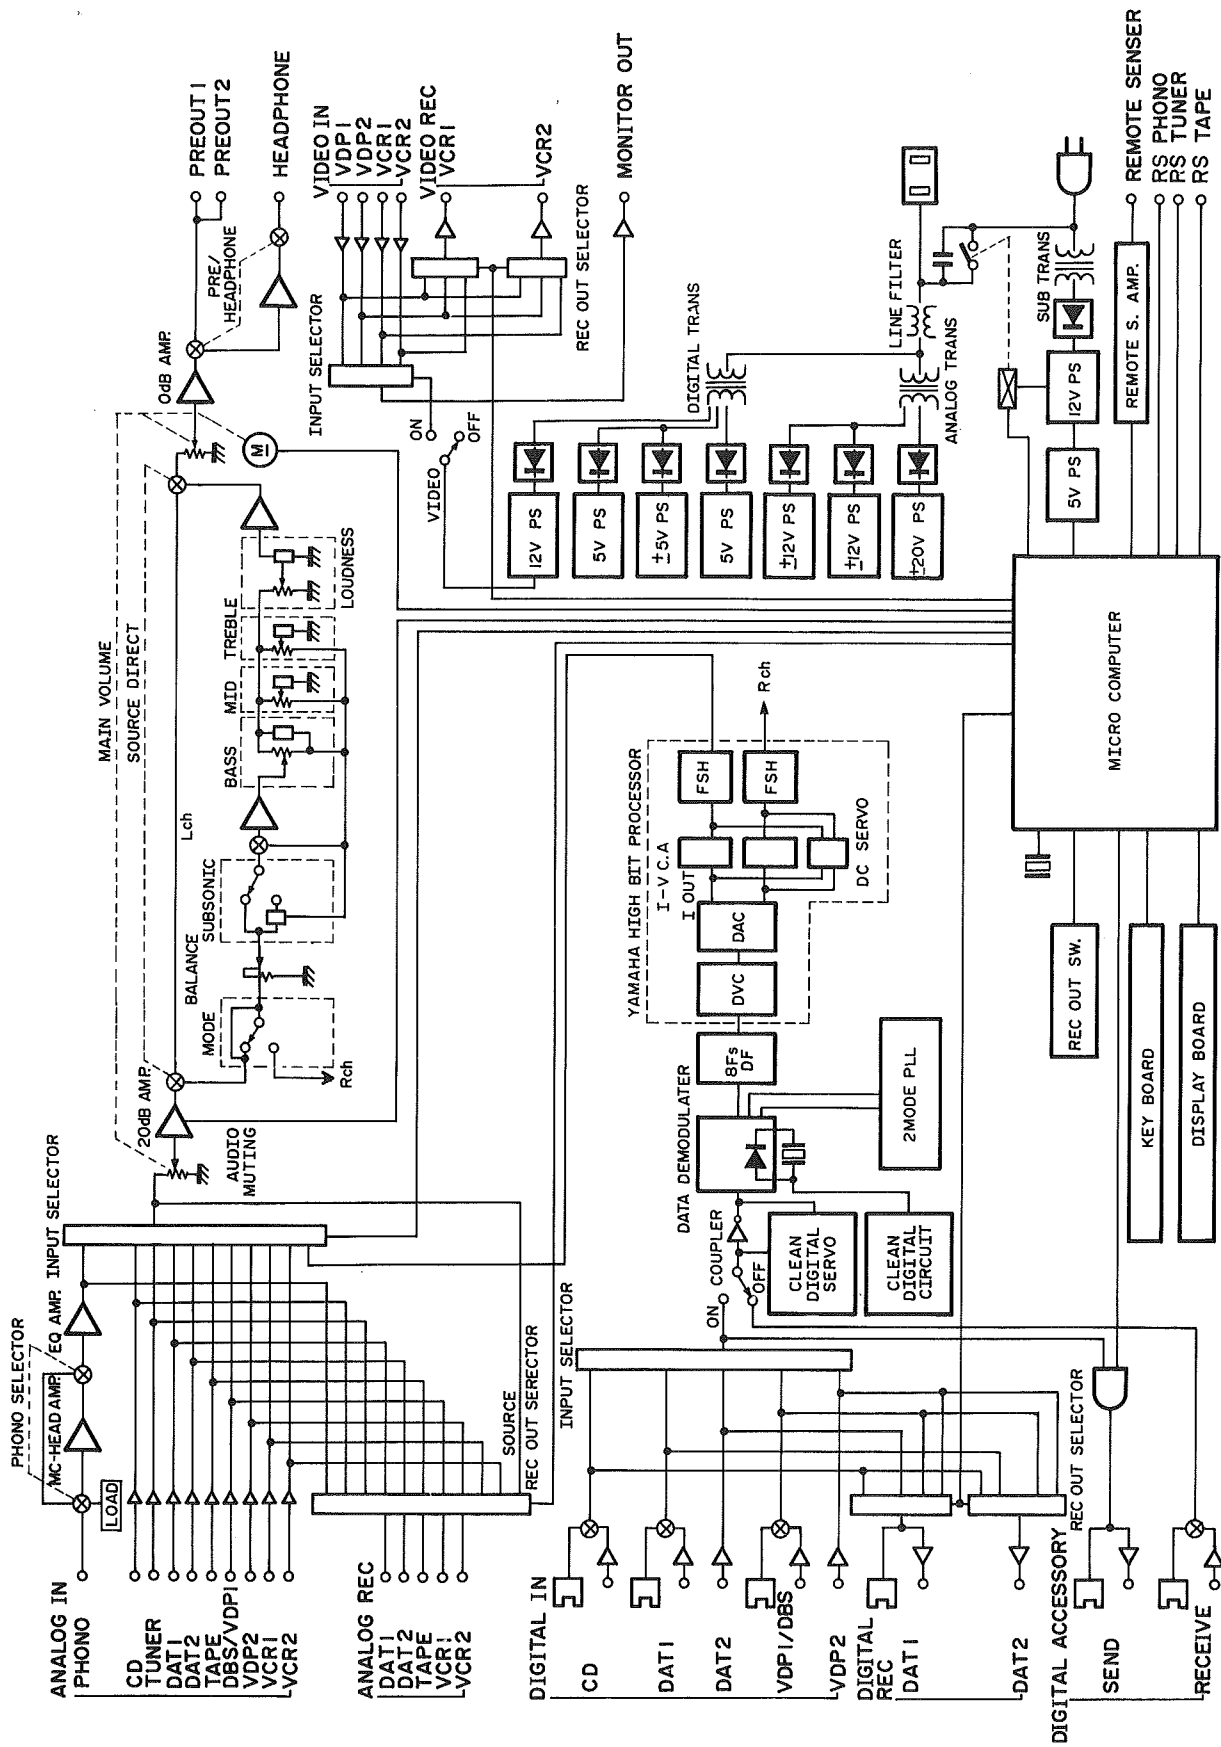 ANALOG IN
PHONO
CD
TUNER
DAT1
DAT2
TAPE
DBS/VDP1
VDP2
VCR1
VCR2
PHONO SELECTOR
MC-HEAD AMP.
EQ AMP.
LOAD
INPUT SELECTOR
20dB AMP.
AUDIO
MUTING
MAIN VOLUME
SOURCE DIRECT
Lch
MODE
Rch
BALANCE
SUBSONIC
BASS
MID
TREBLE
LOUDNESS
M
0dB AMP.
PRE/
HEADPHONE
PREOUT1
PREOUT2
HEADPHONE
ANALOG REC
DAT1
DAT2
TAPE
VCR1
VCR2
SOURCE
REC OUT SERECTOR
INPUT SELECTOR
VIDEO IN
VDP1
VDP2
VCR1
VCR2
VIDEO REC
VCR1
VCR2
REC OUT SELECTOR
MONITOR OUT
VIDEO
ON
OFF
DIGITAL IN
CD
DAT1
DAT2
VDP1/DBS
VDP2
INPUT SELECTOR
ON
COUPLER
OFF
DATA DEMODULATER
8Fs
DF
YAMAHA HIGH BIT PROCESSOR
DVC
DAC
I OUT
I-V C.A
FSH
FSH
DC SERVO
Rch
CLEAN
DIGITAL
SERVO
CLEAN
DIGITAL
CIRCUIT
2MODE PLL
12V PS
5V PS
±5V PS
5V PS
±12V PS
±12V PS
±20V PS
DIGITAL TRANS
ANALOG TRANS
LINE FILTER
SUB TRANS
12V PS
5V PS
DIGITAL
REC
DAT1
DAT2
REC OUT SELECTOR
DIGITAL ACCESSORY
SEND
RECEIVE
REC OUT SW.
KEY BOARD
DISPLAY BOARD
MICRO COMPUTER
REMOTE S. AMP.
REMOTE SENSER
RS PHONO
RS TUNER
RS TAPE